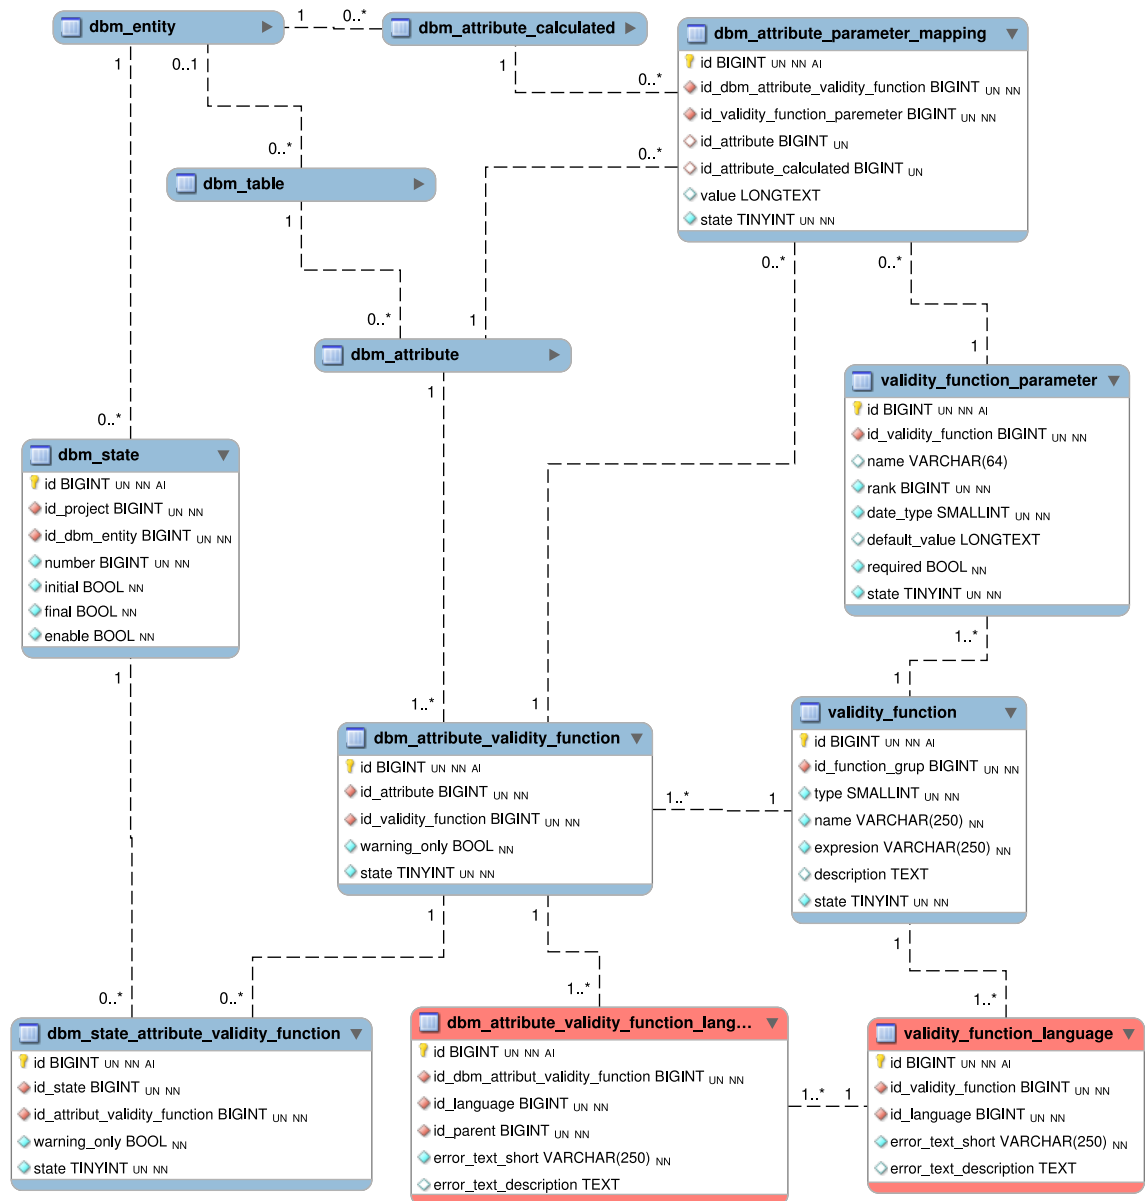 dbm_entity
1
0..*
dbm_attribute_calculated
dbm_attribute_parameter_mapping
id BIGINT UN NN AI
id_dbm_attribute_validity_function BIGINT UN NN
id_validity_function_paremeter BIGINT UN NN
id_attribute BIGINT UN
id_attribute_calculated BIGINT UN
value LONGTEXT
state TINYINT UN NN
1
0..1
1
0..*
0..*
0..*
dbm_table
1
0..*
0..*
0..*
1
1
dbm_attribute
1
validity_function_parameter
id BIGINT UN NN AI
id_validity_function BIGINT UN NN
name VARCHAR(64)
rank BIGINT UN NN
date_type SMALLINT UN NN
default_value LONGTEXT
required BOOL NN
state TINYINT UN NN
0..*
dbm_state
id BIGINT UN NN AI
id_project BIGINT UN NN
id_dbm_entity BIGINT UN NN
number BIGINT UN NN
initial BOOL NN
final BOOL NN
enable BOOL NN
1
1..*
1
1..*
1
dbm_attribute_validity_function
id BIGINT UN NN AI
id_attribute BIGINT UN NN
id_validity_function BIGINT UN NN
warning_only BOOL NN
state TINYINT UN NN
1..*
1
validity_function
id BIGINT UN NN AI
id_function_grup BIGINT UN NN
type SMALLINT UN NN
name VARCHAR(250) NN
expresion VARCHAR(250) NN
description TEXT
state TINYINT UN NN
1
1
1
0..*
0..*
1..*
1..*
dbm_state_attribute_validity_function
id BIGINT UN NN AI
id_state BIGINT UN NN
id_attribut_validity_function BIGINT UN NN
warning_only BOOL NN
state TINYINT UN NN
dbm_attribute_validity_function_lang...
id BIGINT UN NN AI
id_dbm_attribut_validity_function BIGINT UN NN
id_language BIGINT UN NN
id_parent BIGINT UN NN
error_text_short VARCHAR(250) NN
error_text_description TEXT
1..*
1
validity_function_language
id BIGINT UN NN AI
id_validity_function BIGINT UN NN
id_language BIGINT UN NN
error_text_short VARCHAR(250) NN
error_text_description TEXT